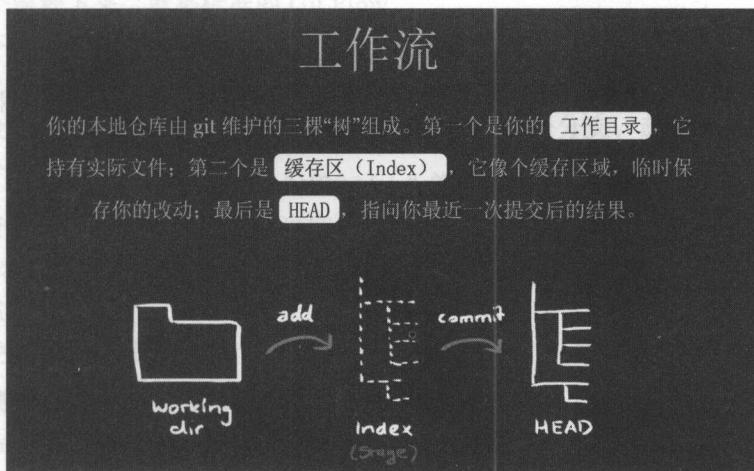 工作流
你的本地仓库由 git 维护的三棵“树”组成。第一个是你的 工作目录，它
持有实际文件；第二个是 缓存区（Index），它像个缓存区域，临时保
存你的改动；最后是 HEAD，指向你最近一次提交后的结果。
add
commit
working
dir
Index
(Stage)
HEAD